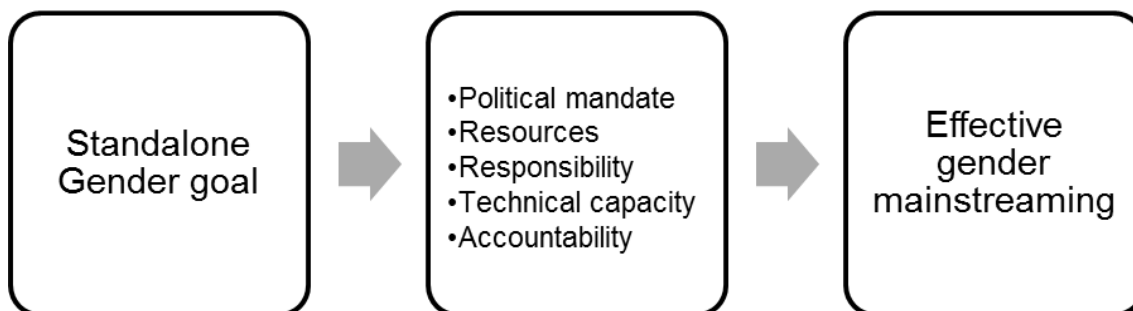 Standalone
Gender goal
•Political mandate
•Resources
•Responsibility
•Technical capacity
•Accountability
Effective
gender
mainstreaming